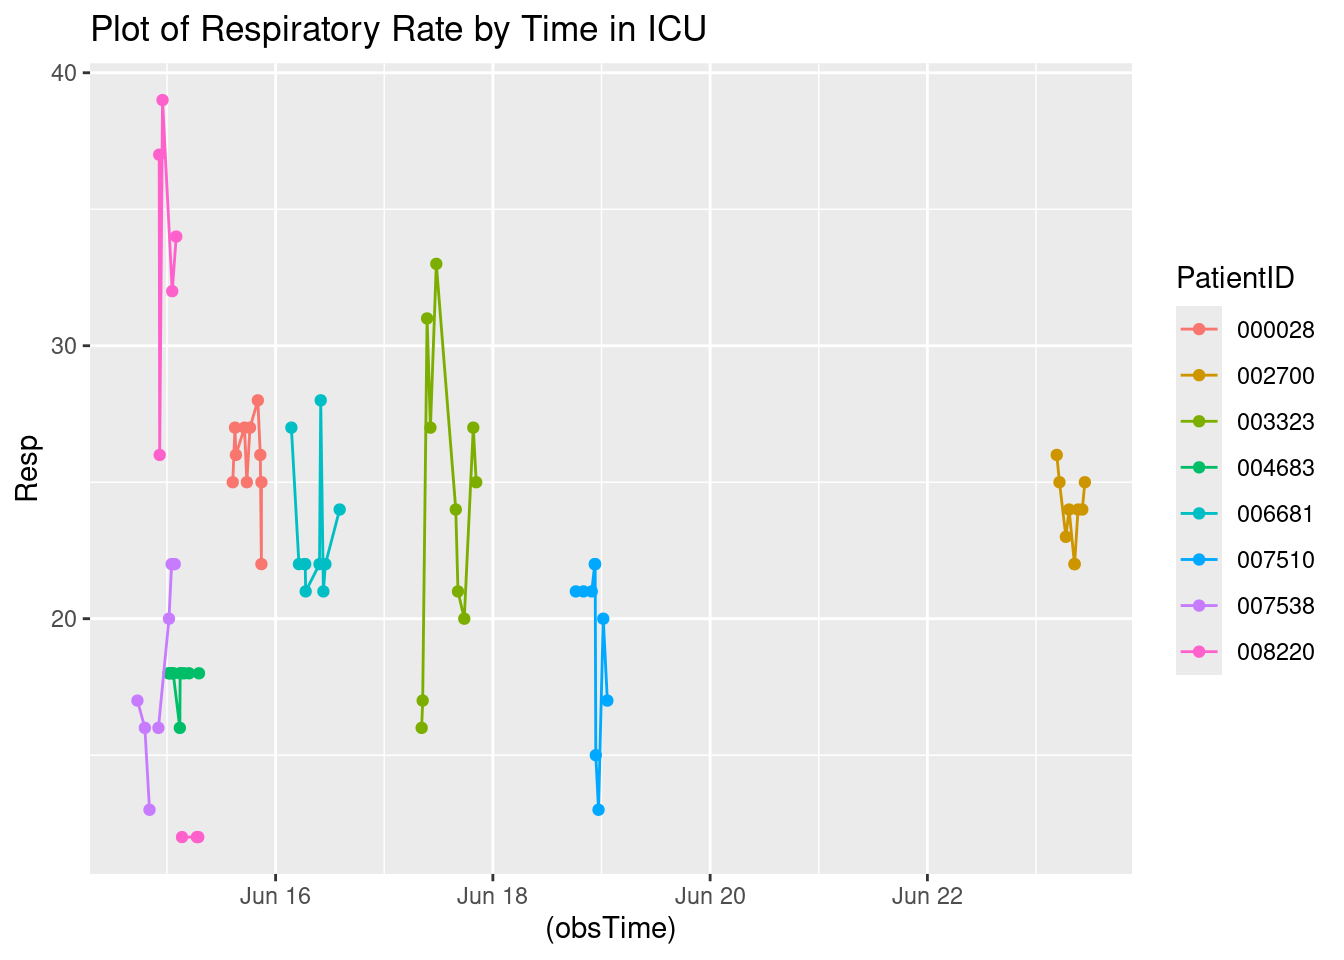 Plot of Respiratory Rate by Time in ICU
40
30
20
Resp
Jun 16
Jun 18
Jun 20
Jun 22
(obsTime)
PatientID
000028
002700
003323
004683
006681
007510
007538
008220